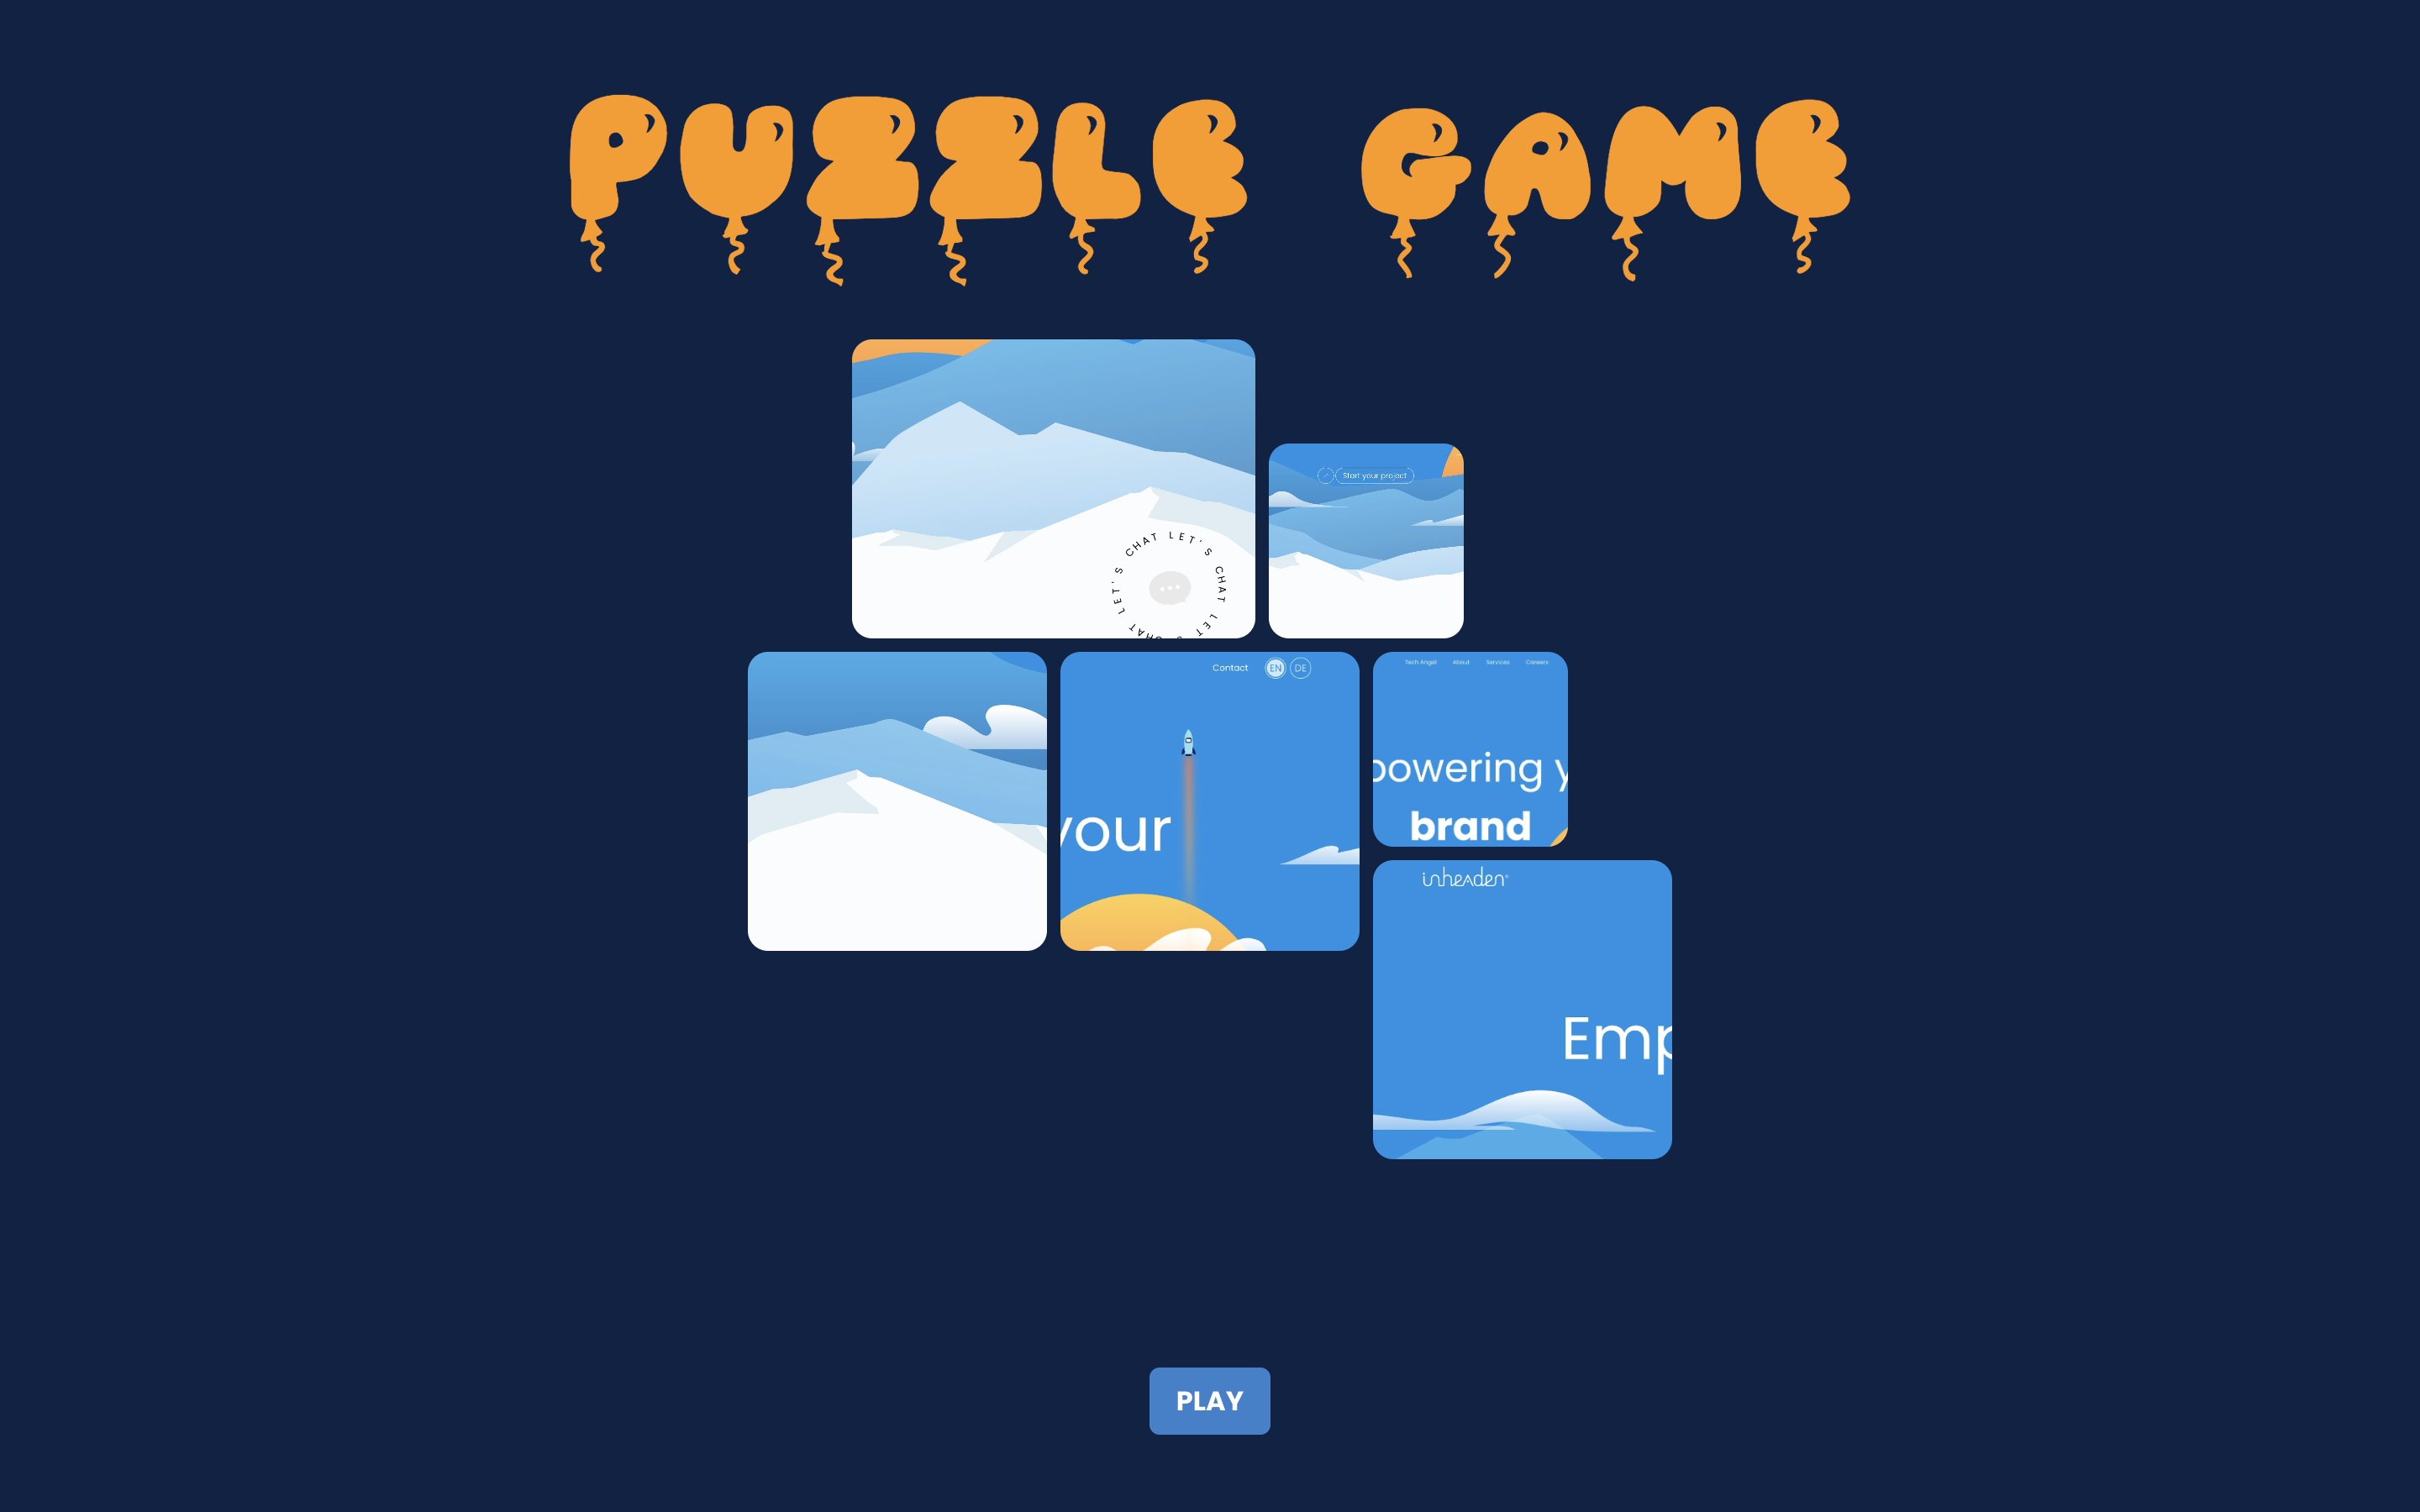 PUZZLE GAME
LET'S CHAT LET'S CHAT LET'S CHAT
Start your project
Contact EN DE
your
Tech Angel About Services Careers
powering y
brand
inheaden
Emp
PLAY